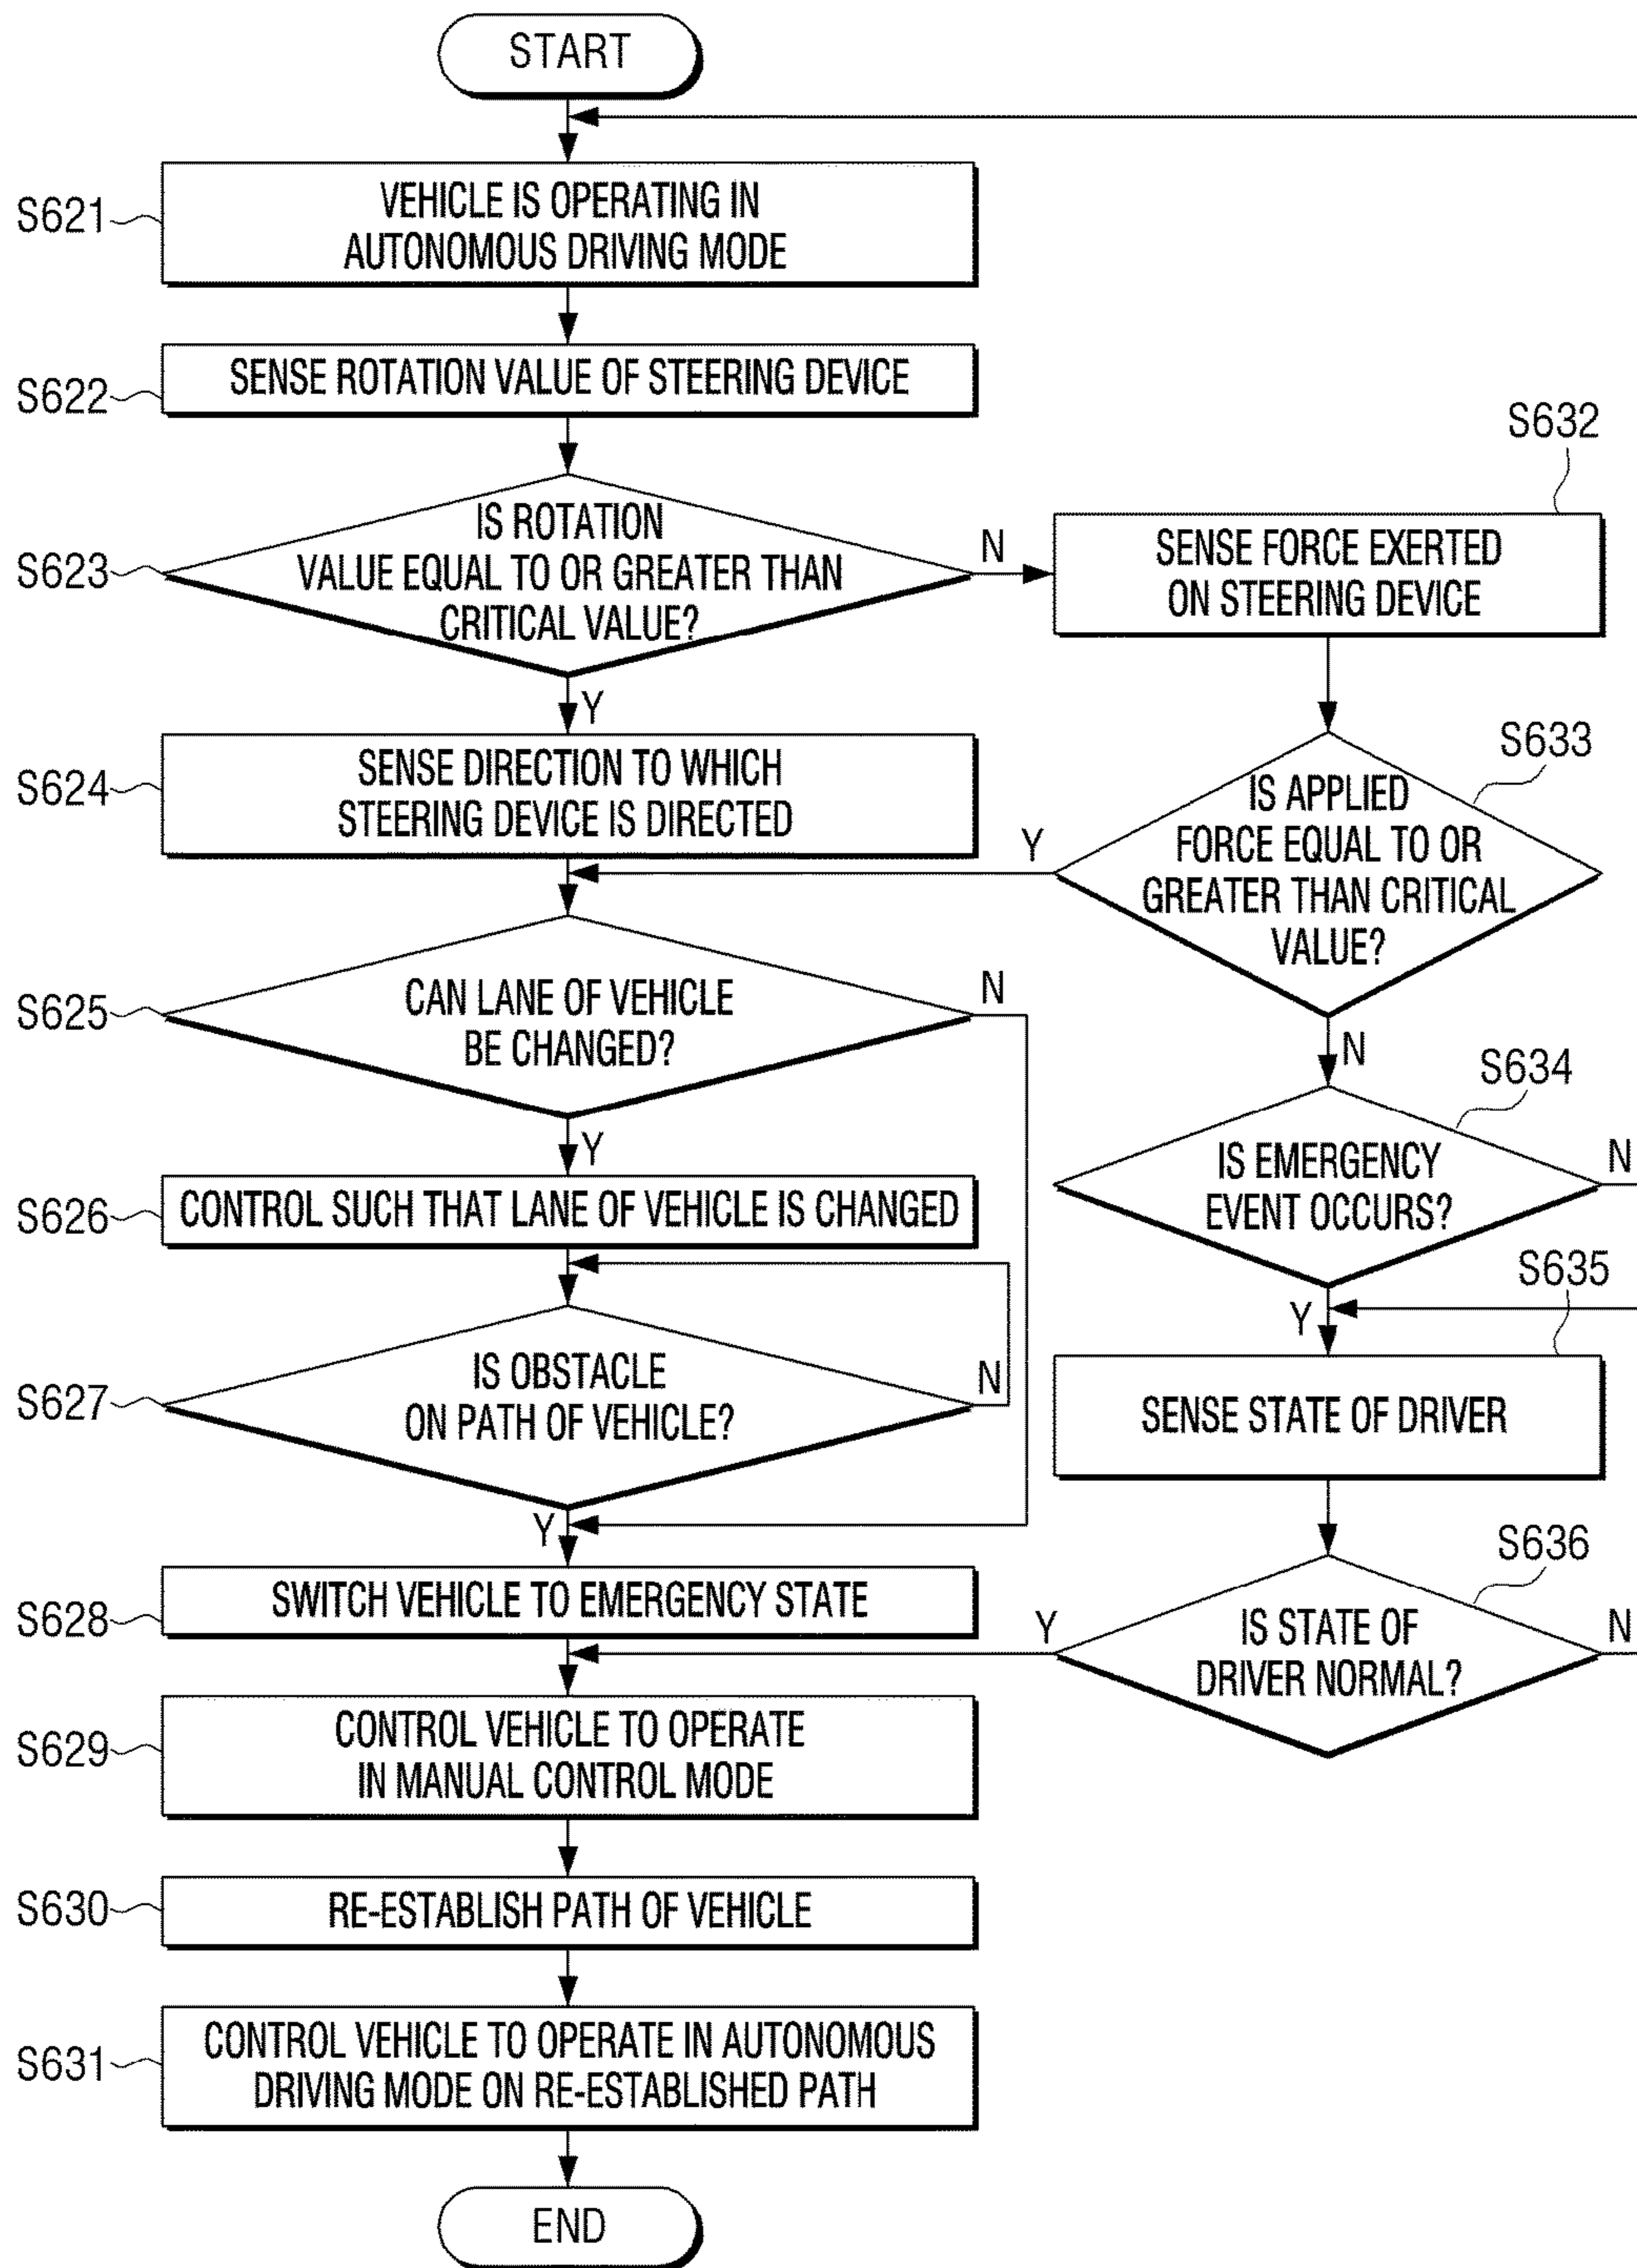 START
S621
VEHICLE IS OPERATING IN
AUTONOMOUS DRIVING MODE
S622
SENSE ROTATION VALUE OF STEERING DEVICE
S623
IS ROTATION
VALUE EQUAL TO OR GREATER THAN
CRITICAL VALUE?
N
Y
S632
SENSE FORCE EXERTED
ON STEERING DEVICE
S624
SENSE DIRECTION TO WHICH
STEERING DEVICE IS DIRECTED
S633
IS APPLIED
FORCE EQUAL TO OR
GREATER THAN CRITICAL
VALUE?
Y
N
S625
CAN LANE OF VEHICLE
BE CHANGED?
N
Y
S634
IS EMERGENCY
EVENT OCCURS?
N
Y
S626
CONTROL SUCH THAT LANE OF VEHICLE IS CHANGED
S627
IS OBSTACLE
ON PATH OF VEHICLE?
N
Y
S635
SENSE STATE OF DRIVER
S628
SWITCH VEHICLE TO EMERGENCY STATE
S636
IS STATE OF
DRIVER NORMAL?
Y
N
S629
CONTROL VEHICLE TO OPERATE
IN MANUAL CONTROL MODE
S630
RE-ESTABLISH PATH OF VEHICLE
S631
CONTROL VEHICLE TO OPERATE IN AUTONOMOUS
DRIVING MODE ON RE-ESTABLISHED PATH
END